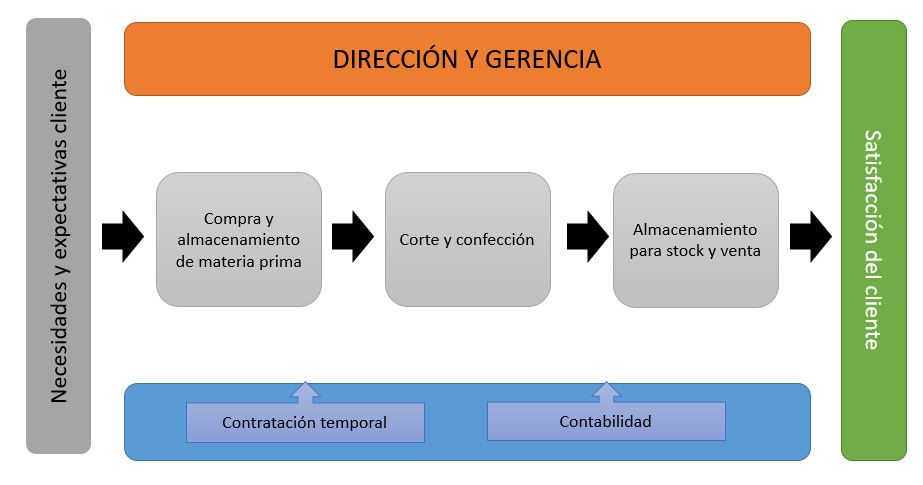 Necesidades y expectativas cliente
DIRECCIÓN Y GERENCIA
Compra y
almacenamiento
de materia prima
Corte y confección
Almacenamiento
para stock y venta
Satisfacción del cliente
Contratación temporal
Contabilidad